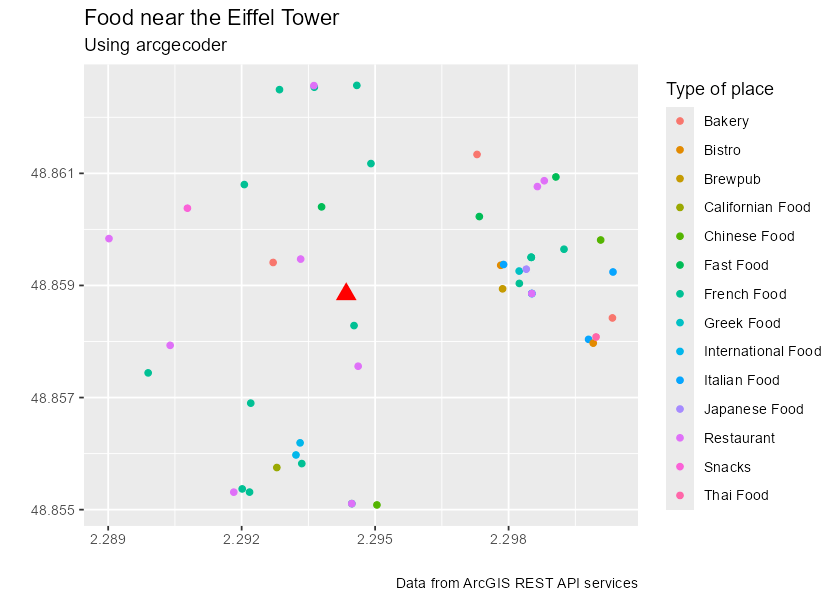 Food near the Eiffel Tower
Using arcgecoder
48.861
48.859
48.857
48.855
2.289
2.292
2.295
2.298
Type of place
Bakery
Bistro
Brewpub
Californian Food
Chinese Food
Fast Food
French Food
Greek Food
International Food
Italian Food
Japanese Food
Restaurant
Snacks
Thai Food
Data from ArcGIS REST API services